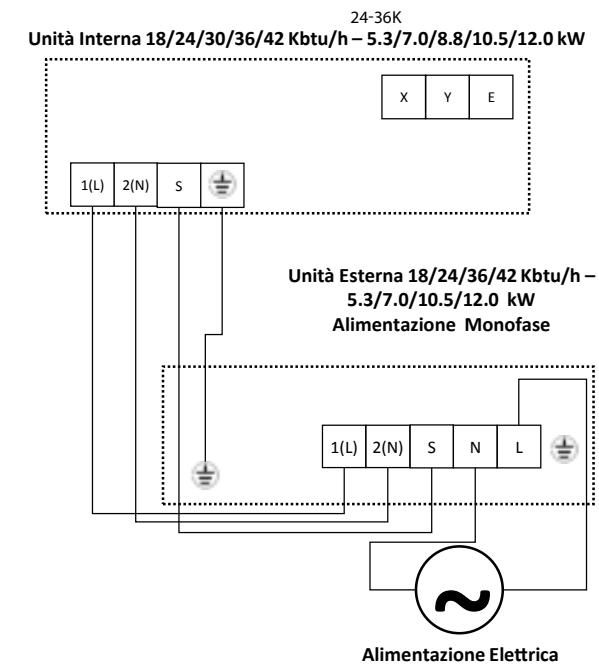 24-36K
Unità Interna 18/24/30/36/42 Kbtu/h – 5.3/7.0/8.8/10.5/12.0 kW
X Y E
1(L) 2(N) S
Unità Esterna 18/24/36/42 Kbtu/h –
5.3/7.0/10.5/12.0 kW
Alimentazione Monofase
1(L) 2(N) S N L
Alimentazione Elettrica